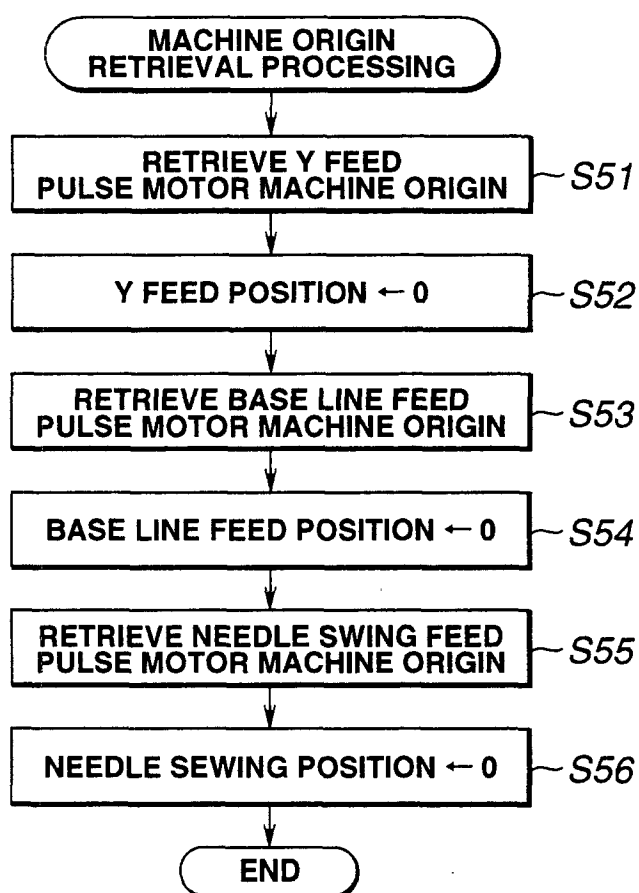 MACHINE ORIGIN
RETRIEVAL PROCESSING
RETRIEVE Y FEED
PULSE MOTOR MACHINE ORIGIN
S51
Y FEED POSITION ← 0
S52
RETRIEVE BASE LINE FEED
PULSE MOTOR MACHINE ORIGIN
S53
BASE LINE FEED POSITION ← 0
S54
RETRIEVE NEEDLE SWING FEED
PULSE MOTOR MACHINE ORIGIN
S55
NEEDLE SEWING POSITION ← 0
S56
END